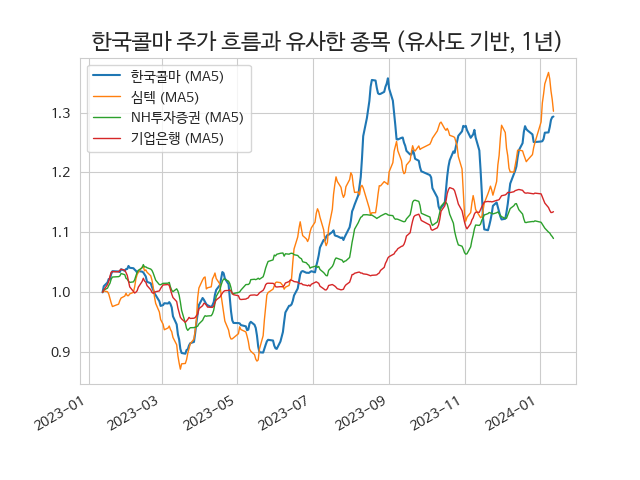 한국콜마 주가 흐름과 유사한 종목 (유사도 기반, 1년)
한국콜마 (MA5)
심텍 (MA5)
NH투자증권 (MA5)
기업은행 (MA5)
1.3
1.2
1.1
1.0
0.9
2023-01
2023-03
2023-05
2023-07
2023-09
2023-11
2024-01